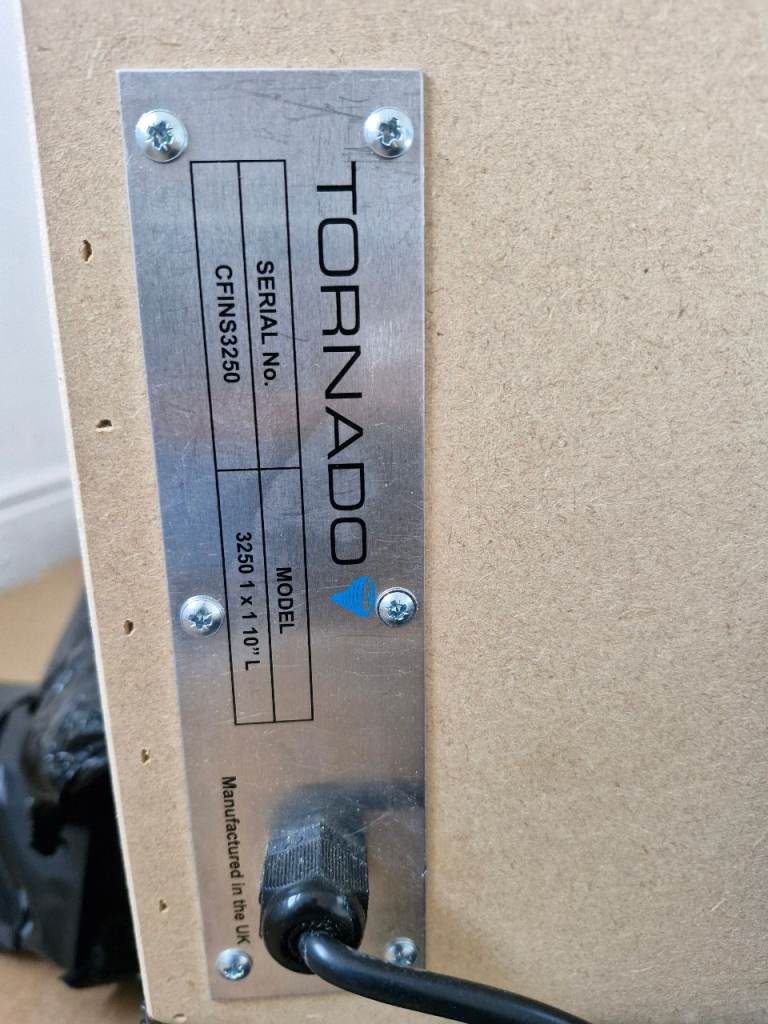 TORNADO
SERIAL No. MODEL
CFINS3250 3250 1 x 1 10” L
Manufactured in the UK